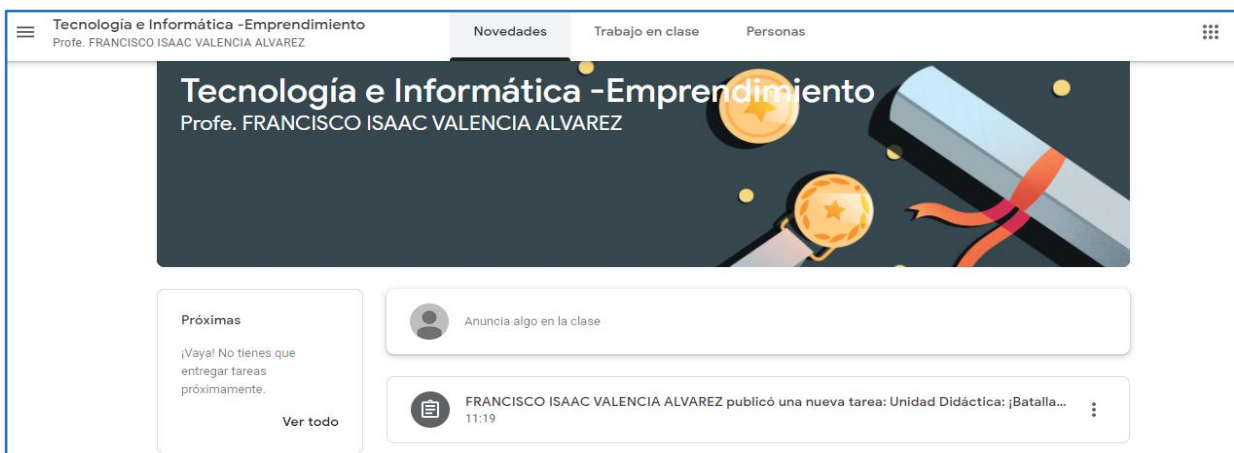 Tecnología e Informática -Emprendimiento
Profe. FRANCISCO ISAAC VALENCIA ALVAREZ
Novedades
Trabajo en clase
Personas
Tecnología e Informática -Emprendimiento
Profe. FRANCISCO ISAAC VALENCIA ALVAREZ
Próximas
¡Vaya! No tienes que
entregar tareas
próximamente.
Ver todo
Anuncia algo en la clase
FRANCISCO ISAAC VALENCIA ALVAREZ publicó una nueva tarea: Unidad Didáctica: ¡Batalla...
11:19